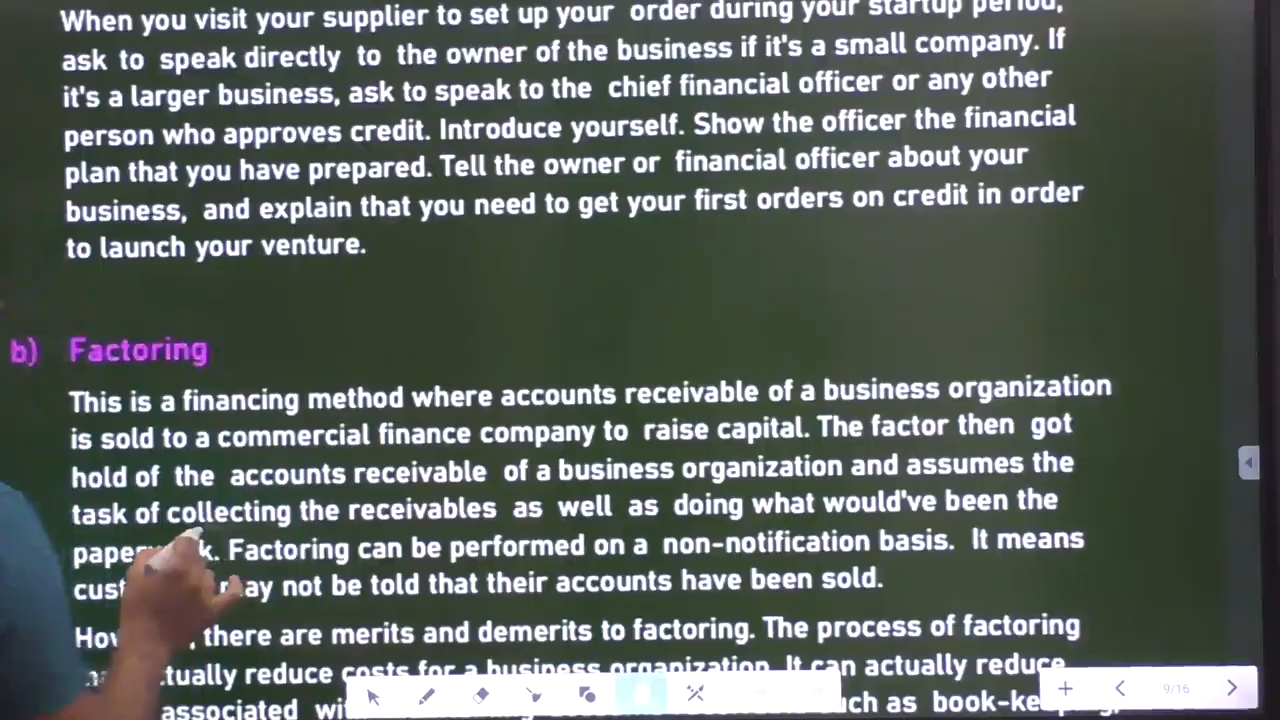 When you visit your supplier to set up your order during your startup period,
ask to speak directly to the owner of the business if it's a small company. If
it's a larger business, ask to speak to the chief financial officer or any other
person who approves credit. Introduce yourself. Show the officer the financial
plan that you have prepared. Tell the owner or financial officer about your
business, and explain that you need to get your first orders on credit in order
to launch your venture.
b) Factoring
This is a financing method where accounts receivable of a business organization
is sold to a commercial finance company to raise capital. The factor then got
hold of the accounts receivable of a business organization and assumes the
task of collecting the receivables as well as doing what would've been the
Factoring can be performed on a non-notification basis. It means
may not be told that their accounts have been sold.
there are merits and demerits to factoring. The process of factoring
reduce costs for a business organization. It can actually reduce
associated
such as
9/16